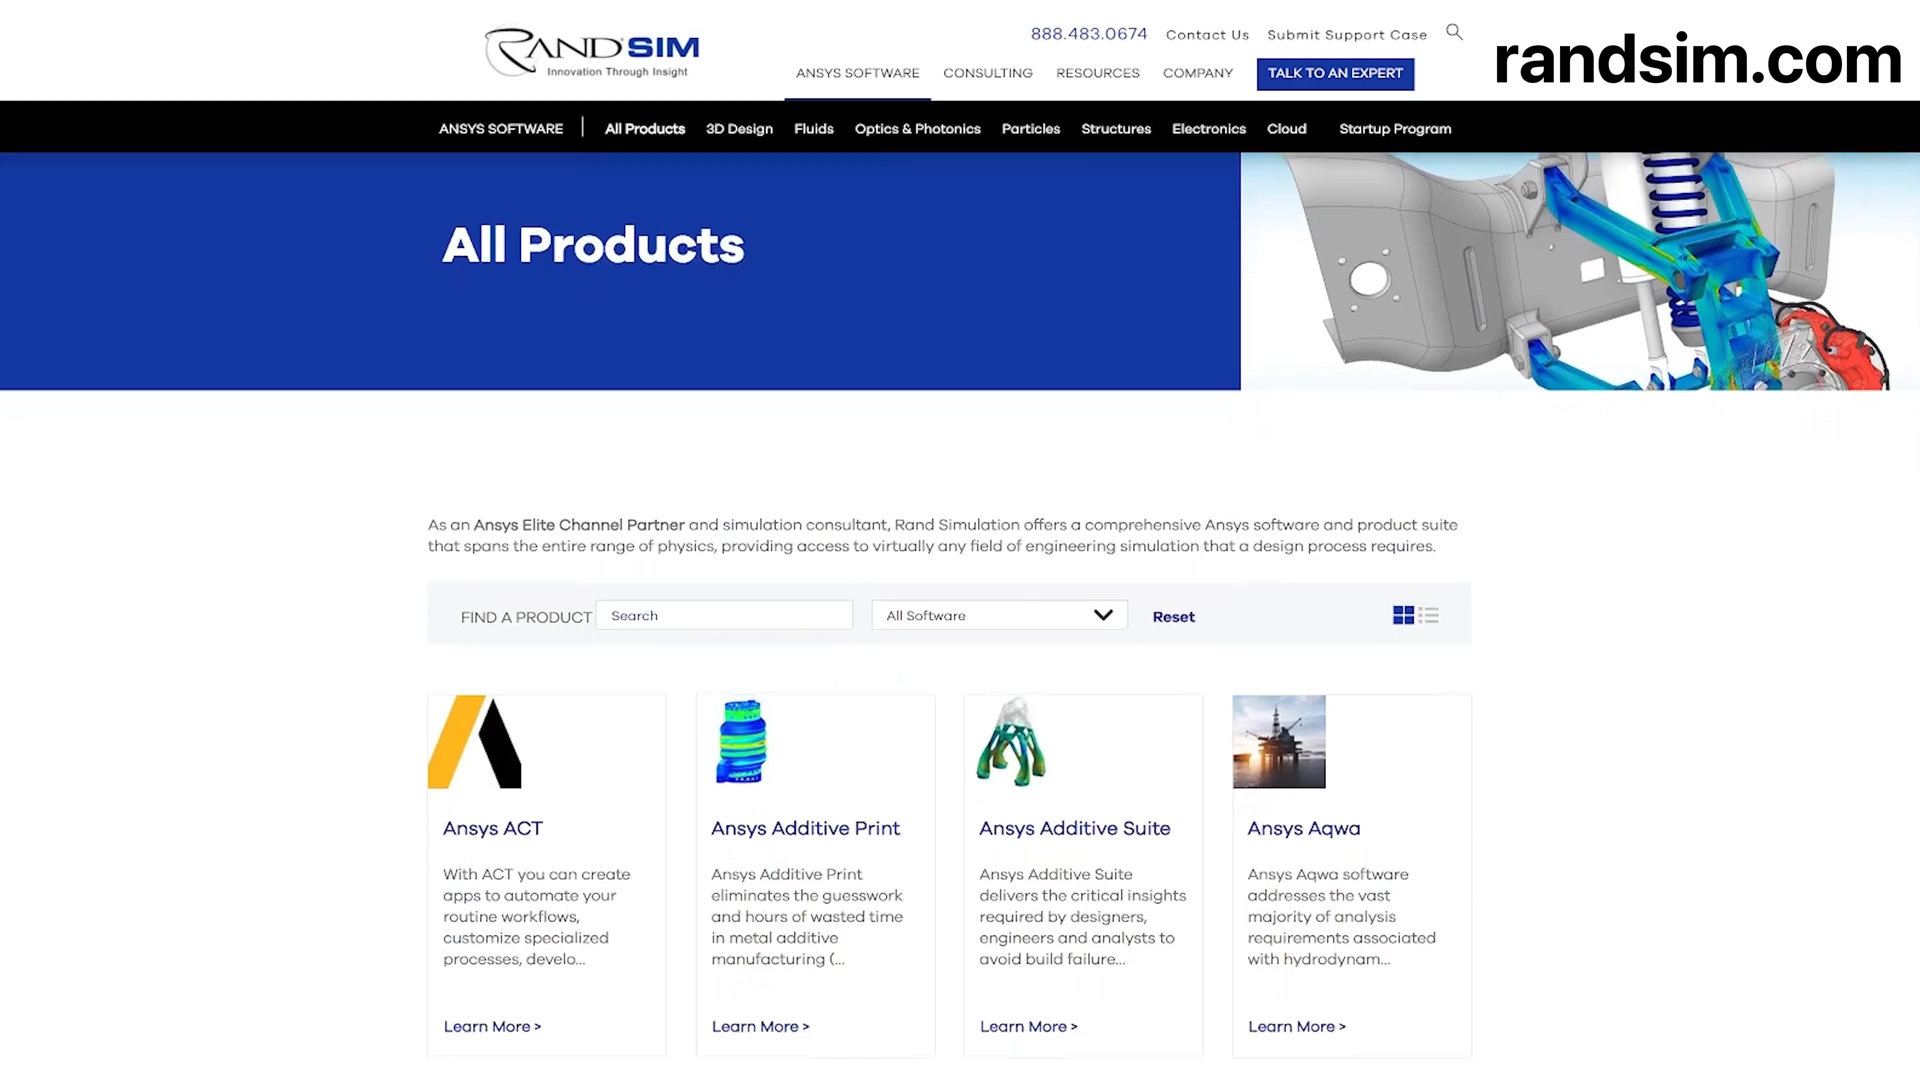 RAND SIM
Innovation Through Insight
888.483.0674 Contact Us Submit Support Case
randsim.com
ANSYS SOFTWARE CONSULTING RESOURCES COMPANY TALK TO AN EXPERT
ANSYS SOFTWARE | All Products 3D Design Fluids Optics & Photonics Particles Structures Electronics Cloud Startup Program
All Products
As an Ansys Elite Channel Partner and simulation consultant, Rand Simulation offers a comprehensive Ansys software and product suite
that spans the entire range of physics, providing access to virtually any field of engineering simulation that a design process requires.
FIND A PRODUCT Search All Software Reset
Ansys ACT
With ACT you can create
apps to automate your
routine workflows,
customize specialized
processes, develo...
Learn More >
Ansys Additive Print
Ansys Additive Print
eliminates the guesswork
and hours of wasted time
in metal additive
manufacturing (...
Learn More >
Ansys Additive Suite
Ansys Additive Suite
delivers the critical insights
required by designers,
engineers and analysts to
avoid build failure...
Learn More >
Ansys Aqwa
Ansys Aqwa software
addresses the vast
majority of analysis
requirements associated
with hydrodynam...
Learn More >